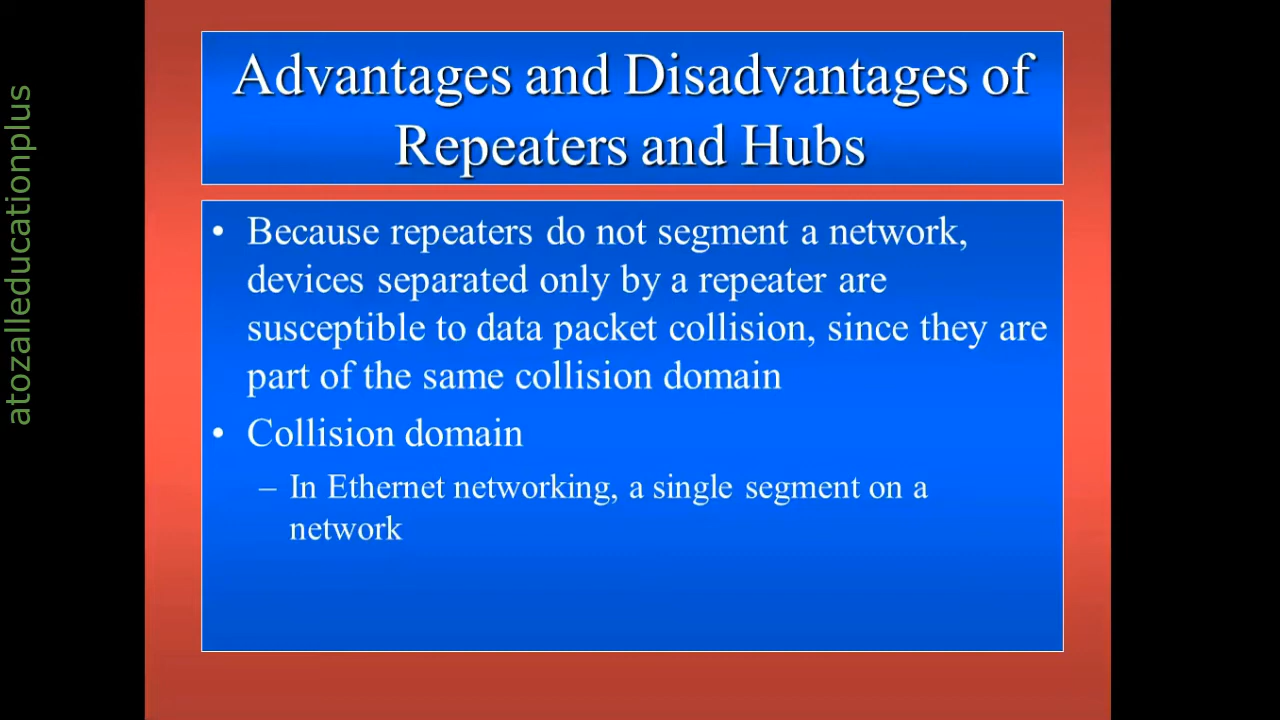 Advantages and Disadvantages of
Repeaters and Hubs
• Because repeaters do not segment a network,
devices separated only by a repeater are
susceptible to data packet collision, since they are
part of the same collision domain
• Collision domain
– In Ethernet networking, a single segment on a
network
atozalleducationplus